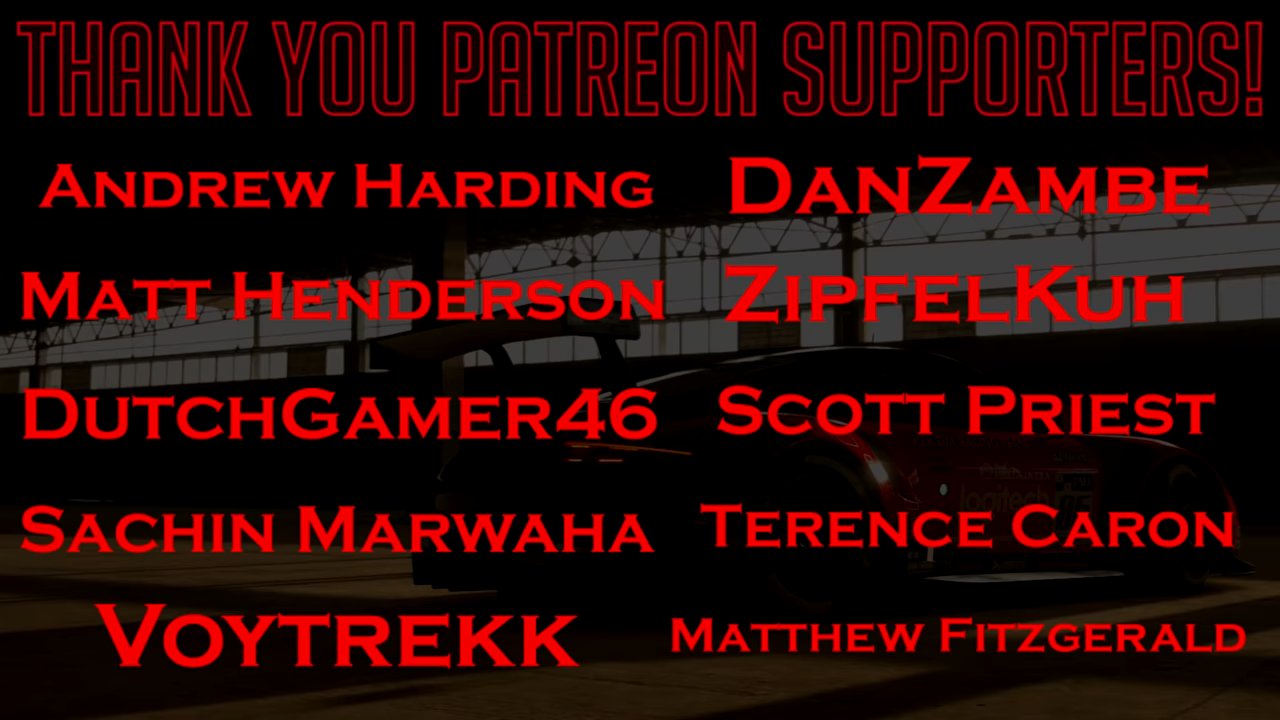 THANK YOU PATREON SUPPORTERS!
Andrew Harding
DanZambe
Matt Henderson
ZipfelKuh
DutchGamer46
Scott Priest
Sachin Marwaha
Terence Caron
Voytrekk
Matthew Fitzgerald
logitech